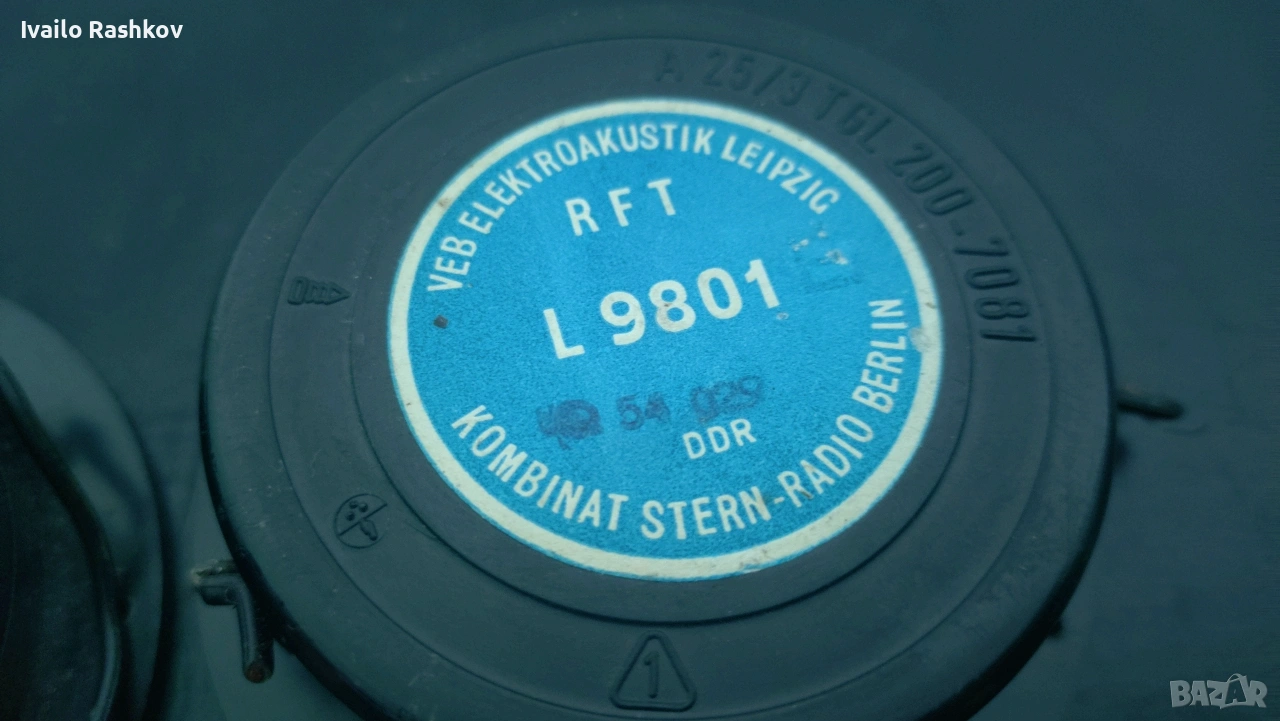 Ivailo Rashkov
A 25/3 TGL 200-7081
VEB ELEKTROAKUSTIK LEIPZIG
RFT
L 9801
54 029
DDR
KOMBINAT STERN-RADIO BERLIN
1
BAZAR